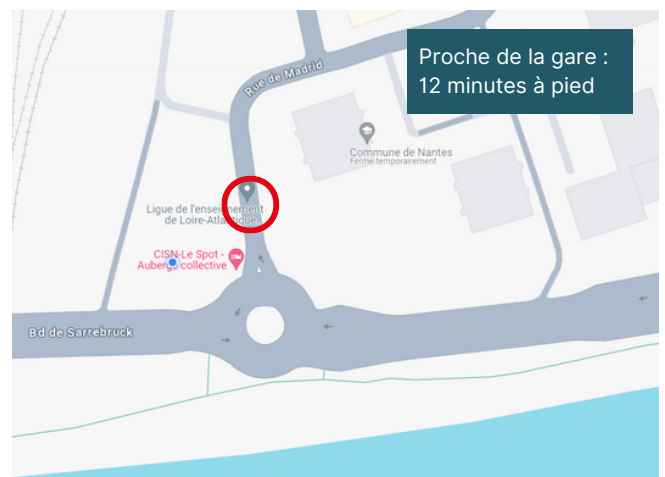 Proche de la gare :
12 minutes à pied
Rue de Madrid
Commune de Nantes
Fermé temporairement
Ligue de l'enseignement
de Loire-Atlantique
CISN-Le Spot -
Auberge collective
Bd de Sarrebruck